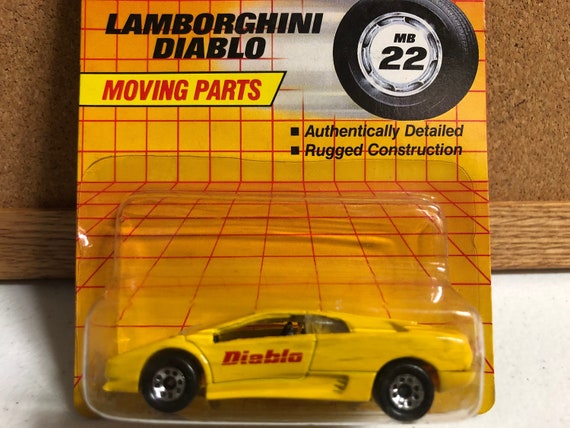 LAMBORGHINI
DIABLO
MOVING PARTS
MB
22
■ Authentically Detailed
■ Rugged Construction
Diablo